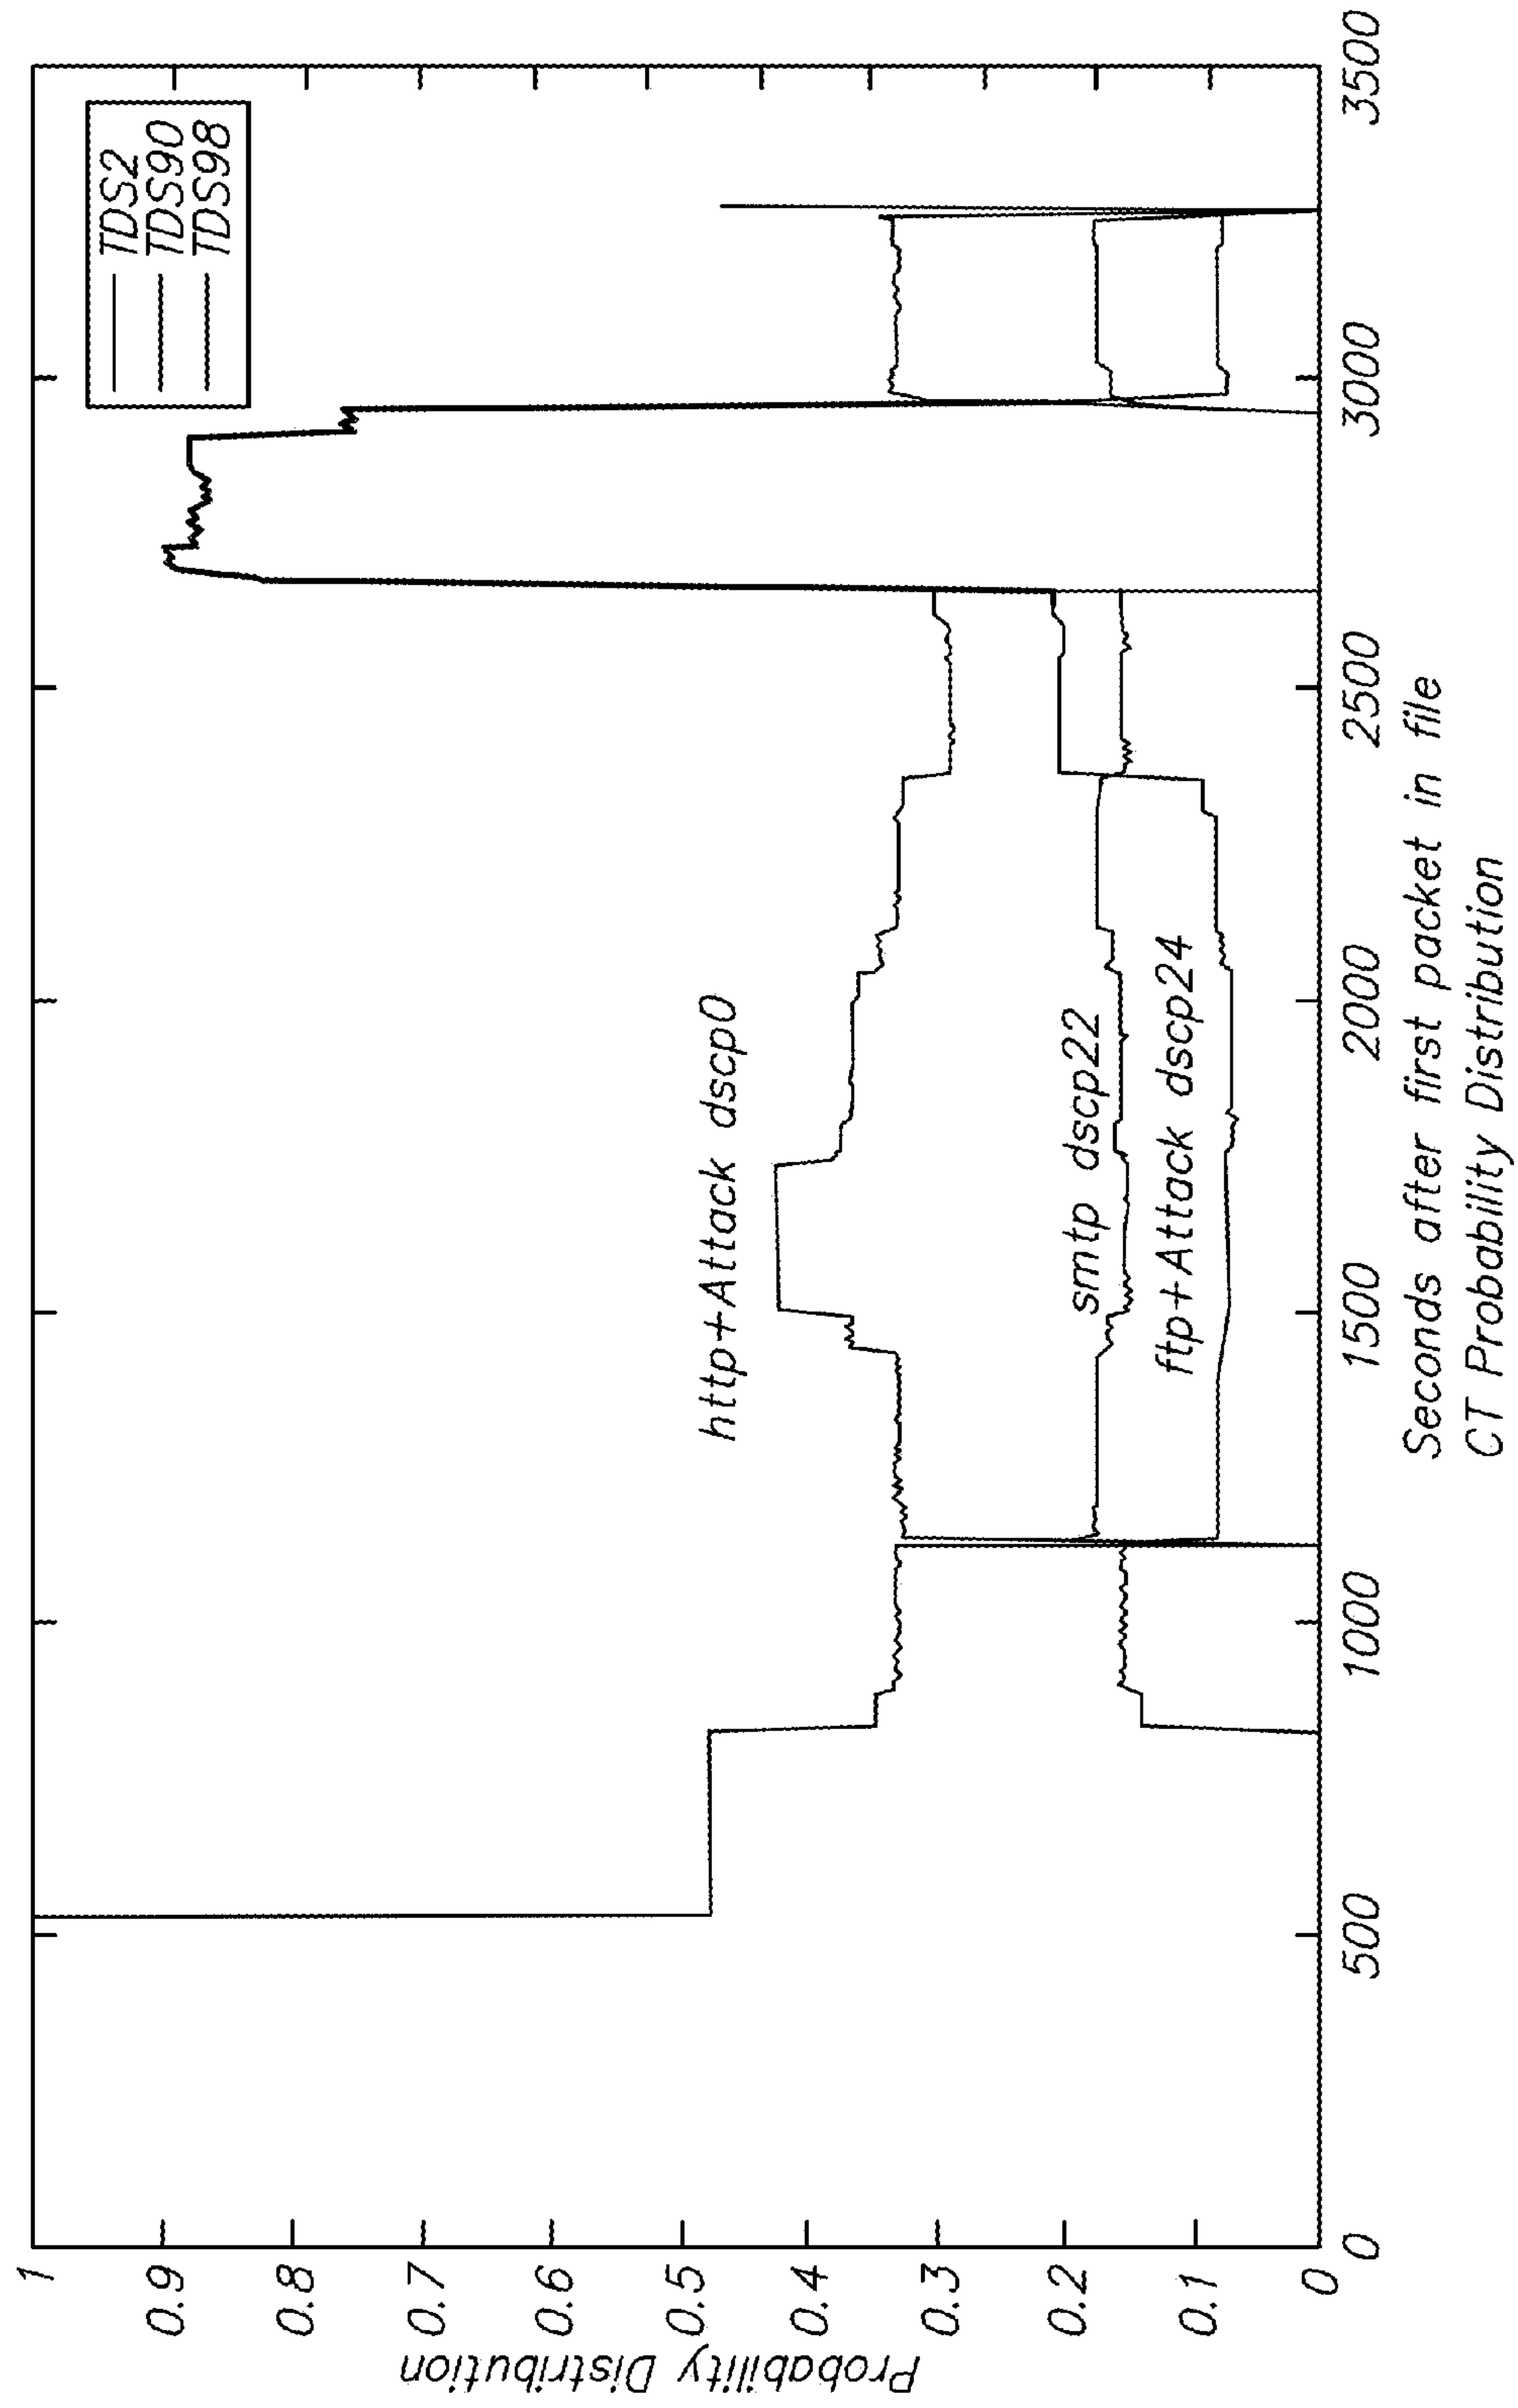 TDS2
TDS90
TDS98
http+Attack dscp0
smtp dscp22
ftp+Attack dscp24
Probability Distribution
1
0.9
0.8
0.7
0.6
0.5
0.4
0.3
0.2
0.1
0
0
500
1000
1500
2000
2500
3000
3500
Seconds after first packet in file
CT Probability Distribution